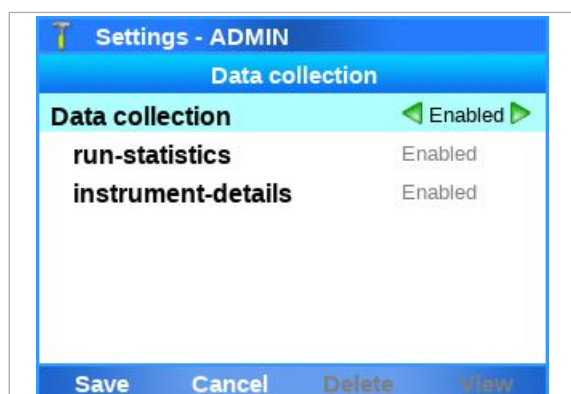 Settings - ADMIN
Data collection
Data collection Enabled
run-statistics Enabled
instrument-details Enabled
Save Cancel Delete View